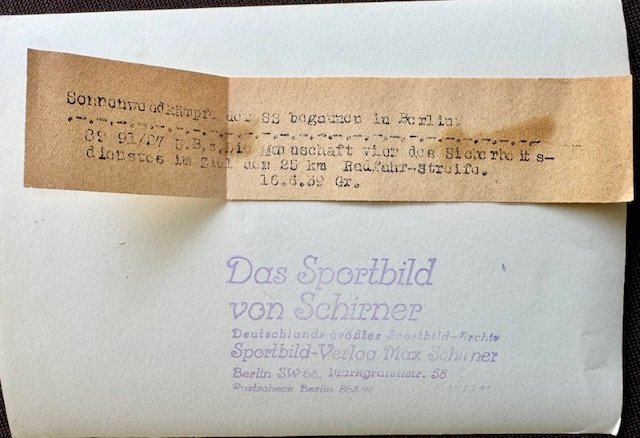 Sonnenwendkämpfe der SS begannen in Berlin!
89 91/27 U.B.z. die Mannschaft vier des Sicherheits-
dienstes im Ziel der 25 km Radfahr-Streife.
16.6.39 Gr.
Das Sportbild
von Schirner
Deutschlands größtes Sportbild-Archiv
Sportbild-Verlag Max Schirner
Berlin SW 68, Markgrafenstr. 58
Postscheck Berlin